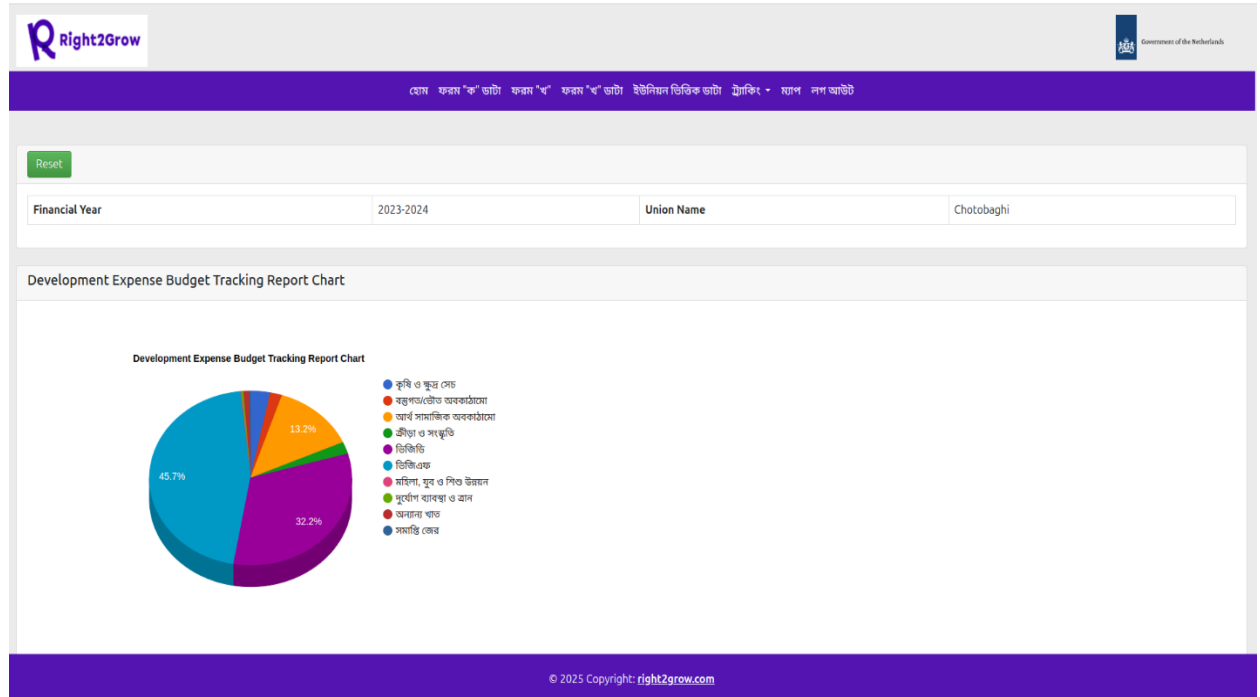 Right2Grow
Government of the Netherlands
হোম ফরম "ক" ডাটা ফরম "খ" ফরম "খ" ডাটা ইউনিয়ন ভিত্তিক ডাটা ট্র্যাকিং ম্যাপ লগ আউট
Reset
Financial Year 2023-2024 Union Name Chotobaghi
Development Expense Budget Tracking Report Chart
Development Expense Budget Tracking Report Chart
কৃষি ও ক্ষুদ্র সেচ
বস্তুগত/ভৌত অবকাঠামো
আর্থ সামাজিক অবকাঠামো
ক্রীড়া ও সংস্কৃতি
ভিজিডি
ভিজিএফ
মহিলা, যুব ও শিশু উন্নয়ন
দুর্যোগ ব্যাবস্থা ও ত্রান
অন্যান্য খাত
সমাপ্তি জের
13.2%
45.7%
32.2%
© 2025 Copyright: right2grow.com